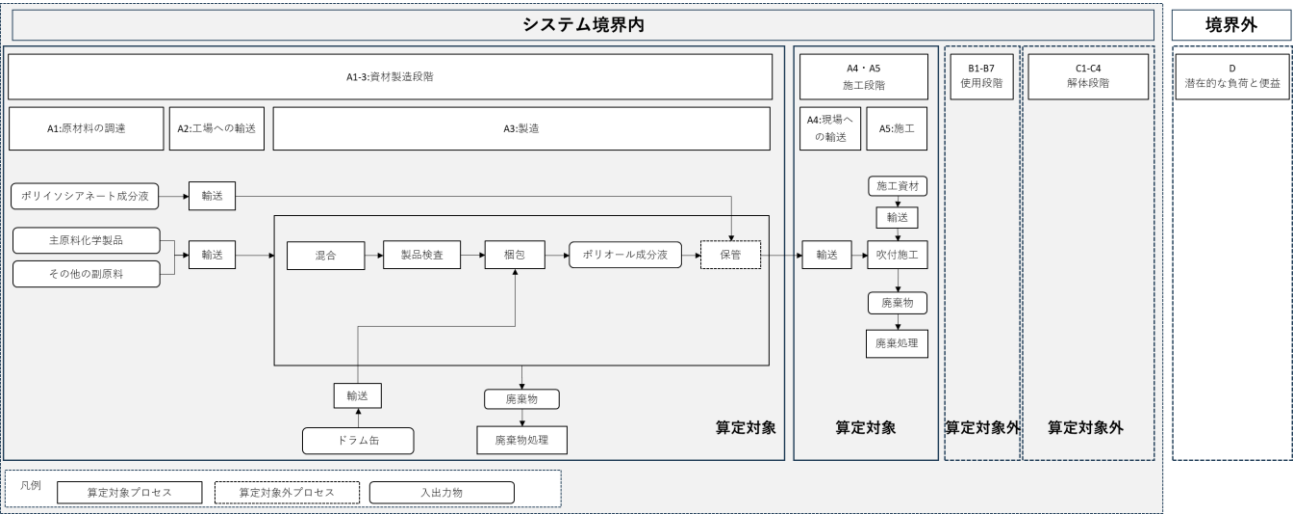 システム境界内
境界外
A1-3:資材製造段階
A4・A5
施工段階
B1-B7
使用段階
C1-C4
解体段階
D
潜在的な負荷と便益
A1:原材料の調達
A2:工場への輸送
A3:製造
A4:現場へ
の輸送
A5:施工
ポリイソシアネート成分液
輸送
施工資材
輸送
主原料化学製品
その他の副原料
輸送
混合
製品検査
梱包
ポリオール成分液
保管
輸送
吹付施工
廃棄物
廃棄処理
輸送
ドラム缶
廃棄物
廃棄物処理
算定対象
算定対象
算定対象外
算定対象外
凡例
算定対象プロセス
算定対象外プロセス
入出力物